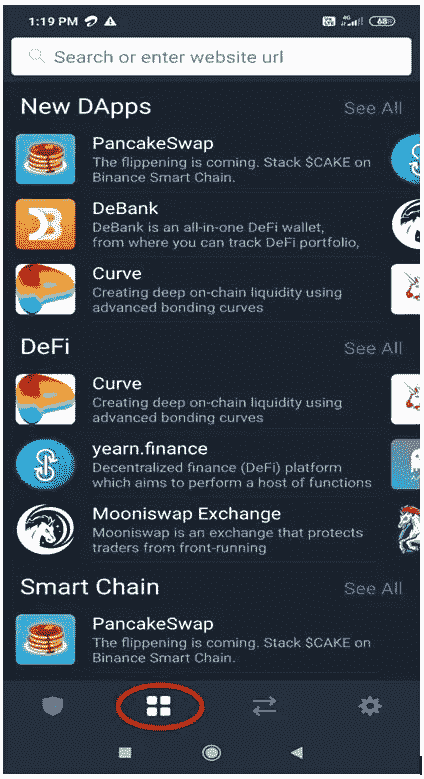 1:19 PM
4G
68
Search or enter website url
New DApps
See All
PancakeSwap
The flippening is coming. Stack $CAKE on
Binance Smart Chain.
DeBank
DeBank is an all-in-one DeFi wallet,
from where you can track DeFi portfolio,
Curve
Creating deep on-chain liquidity using
advanced bonding curves
DeFi
See All
Curve
Creating deep on-chain liquidity using
advanced bonding curves
yearn.finance
Decentralized finance (DeFi) platform
which aims to perform a host of functions
Mooniswap Exchange
Mooniswap is an exchange that protects
traders from front-running
Smart Chain
See All
PancakeSwap
The flippening is coming. Stack $CAKE on
Binance Smart Chain.